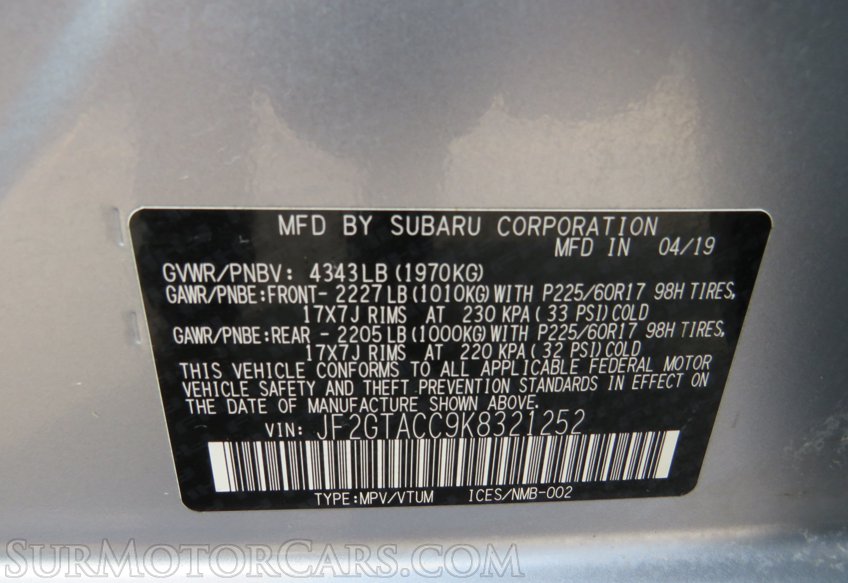 MFD BY SUBARU CORPORATION
MFD IN 04/19
GVWR/PNBV: 4343LB (1970KG)
GAWR/PNBE:FRONT- 2227LB (1010KG) WITH P225/60R17 98H TIRES,
17X7J RIMS AT 230 KPA (33 PSI) COLD
GAWR/PNBE:REAR - 2205LB (1000KG) WITH P225/60R17 98H TIRES,
17X7J RIMS AT 220 KPA (32 PSI) COLD
THIS VEHICLE CONFORMS TO ALL APPLICABLE FEDERAL MOTOR
VEHICLE SAFETY AND THEFT PREVENTION STANDARDS IN EFFECT ON
THE DATE OF MANUFACTURE SHOWN ABOVE.
VIN: JF2GTACC9K8321252
TYPE:MPV/VTUM ICES/NMB-002
SurMotorCars.com